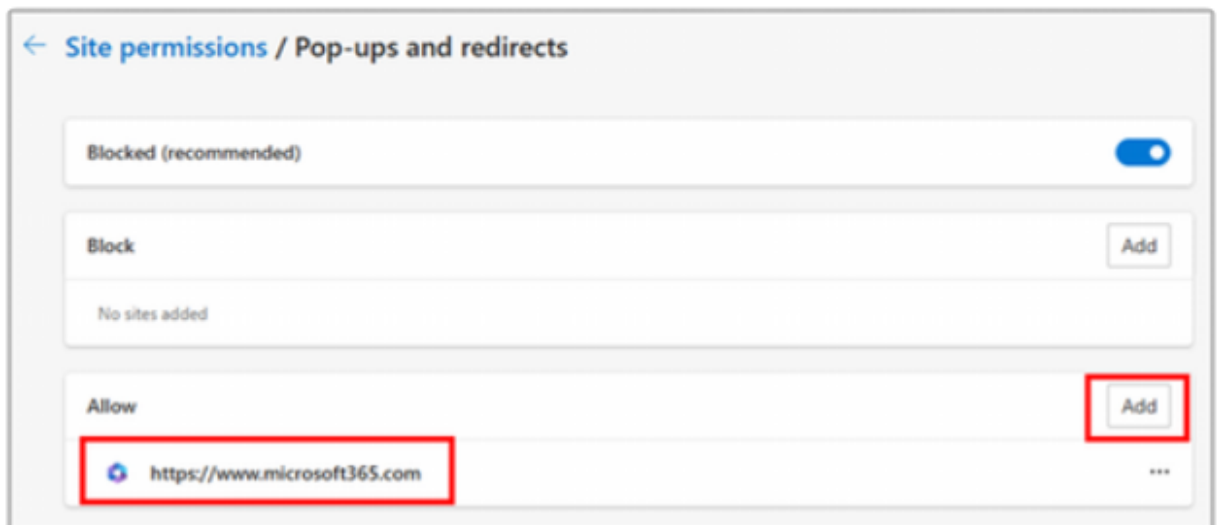 Site permissions / Pop-ups and redirects
Blocked (recommended)
Block
Add
No sites added
Allow
Add
https://www.microsoft365.com